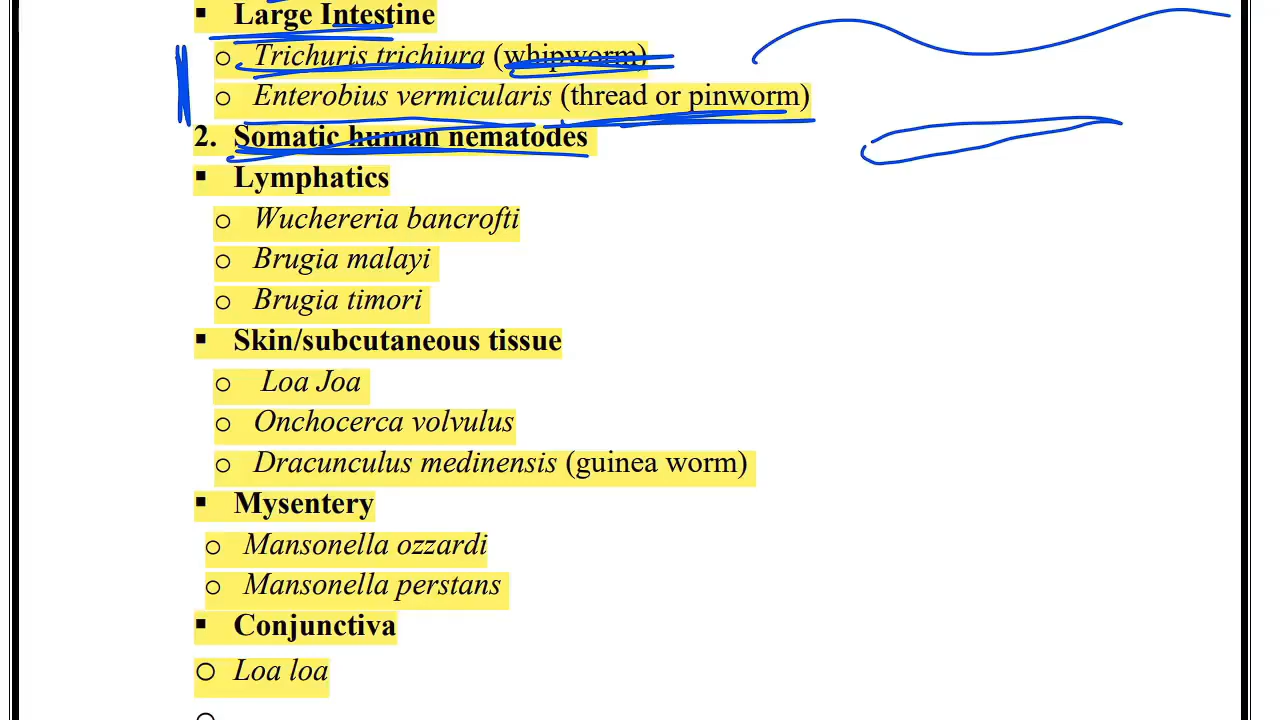 ▪ Large Intestine
o Trichuris trichiura (whipworm)
o Enterobius vermicularis (thread or pinworm)
2. Somatic human nematodes
▪ Lymphatics
o Wuchereria bancrofti
o Brugia malayi
o Brugia timori
▪ Skin/subcutaneous tissue
o Loa Joa
o Onchocerca volvulus
o Dracunculus medinensis (guinea worm)
▪ Mysentery
o Mansonella ozzardi
o Mansonella perstans
▪ Conjunctiva
o Loa loa